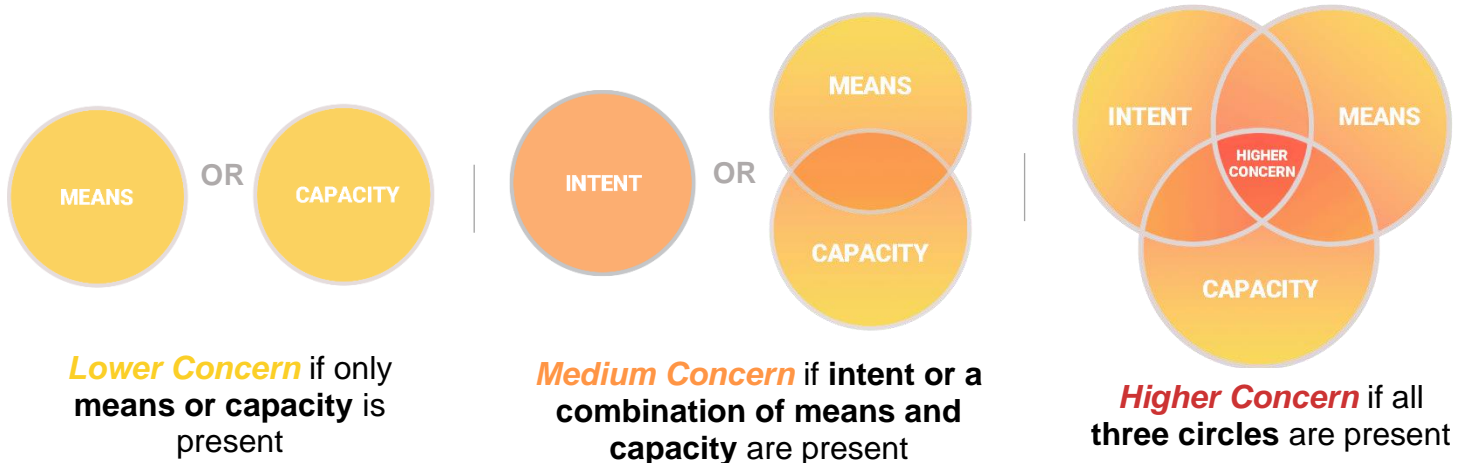 MEANS
OR
CAPACITY
Lower Concern if only
means or capacity is
present
INTENT
OR
MEANS
CAPACITY
Medium Concern if intent or a
combination of means and
capacity are present
INTENT
MEANS
HIGHER
CONCERN
CAPACITY
Higher Concern if all
three circles are present